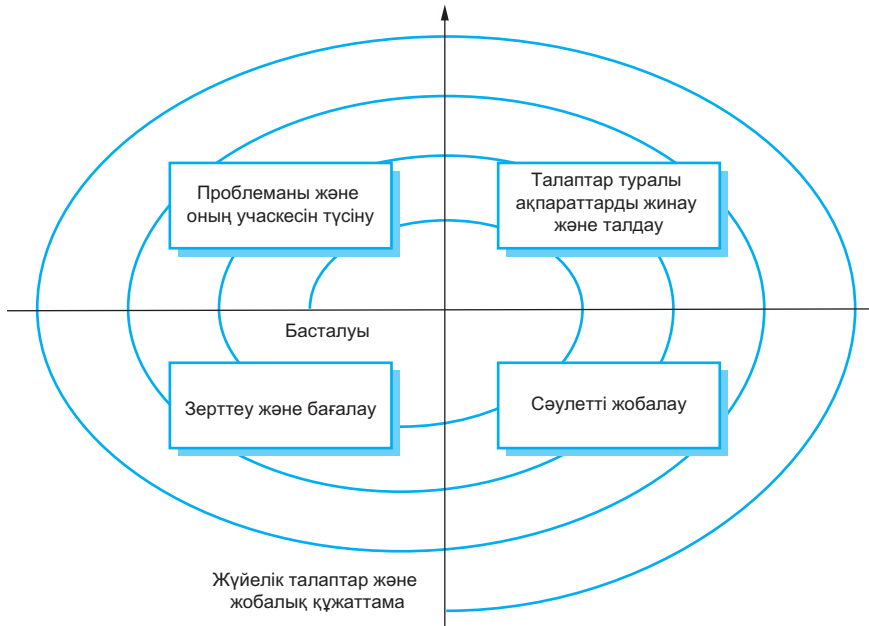 Проблеманы және
оның учаскесін түсіну
Талаптар туралы
ақпараттарды жинау
және талдау
Басталуы
Зерттеу және бағалау
Сәулетті жобалау
Жүйелік талаптар және
жобалық құжаттама